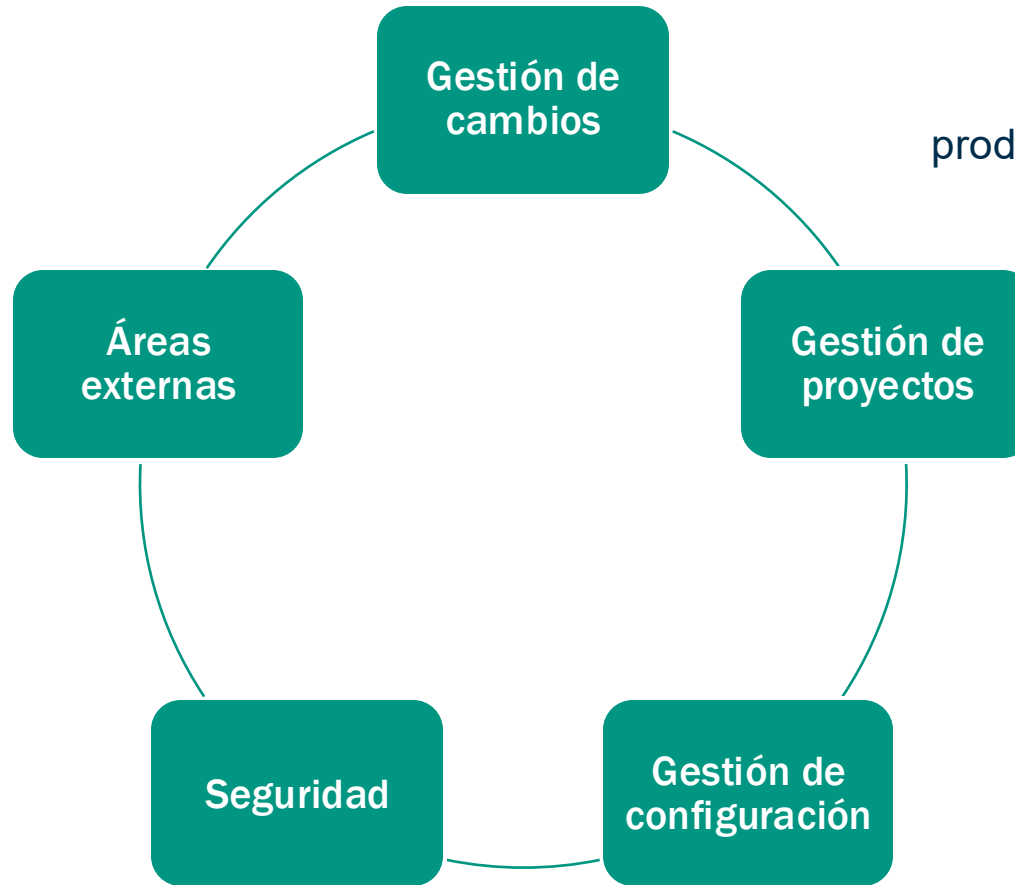 Gestión de
cambios
prod
Áreas
externas
Gestión de
proyectos
Seguridad
Gestión de
configuración